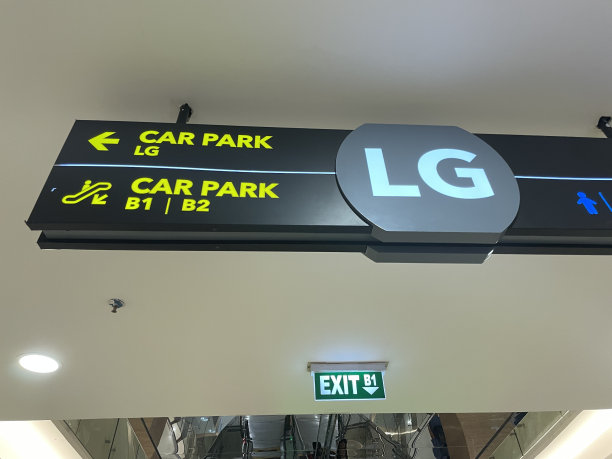 CAR PARK
LG
CAR PARK
B1 | B2
LG
EXIT B1